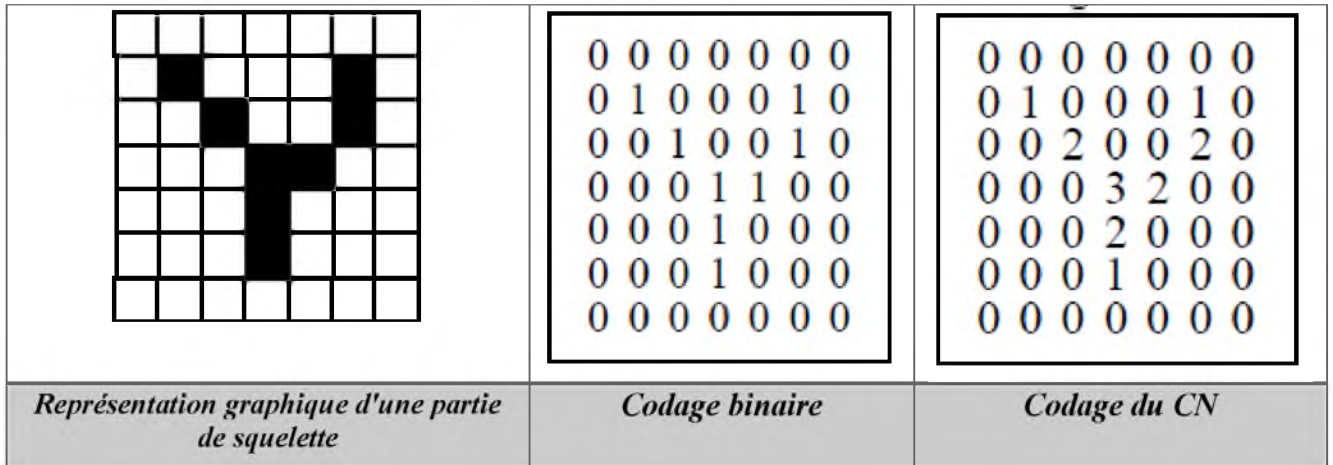 0 0 0 0 0 0 0
0 1 0 0 0 1 0
0 0 1 0 0 1 0
0 0 0 1 1 0 0
0 0 0 1 0 0 0
0 0 0 1 0 0 0
0 0 0 0 0 0 0
0 0 0 0 0 0 0
0 1 0 0 0 1 0
0 0 2 0 0 2 0
0 0 0 3 2 0 0
0 0 0 2 0 0 0
0 0 0 1 0 0 0
0 0 0 0 0 0 0
Représentation graphique d'une partie
de squelette
Codage binaire
Codage du CN